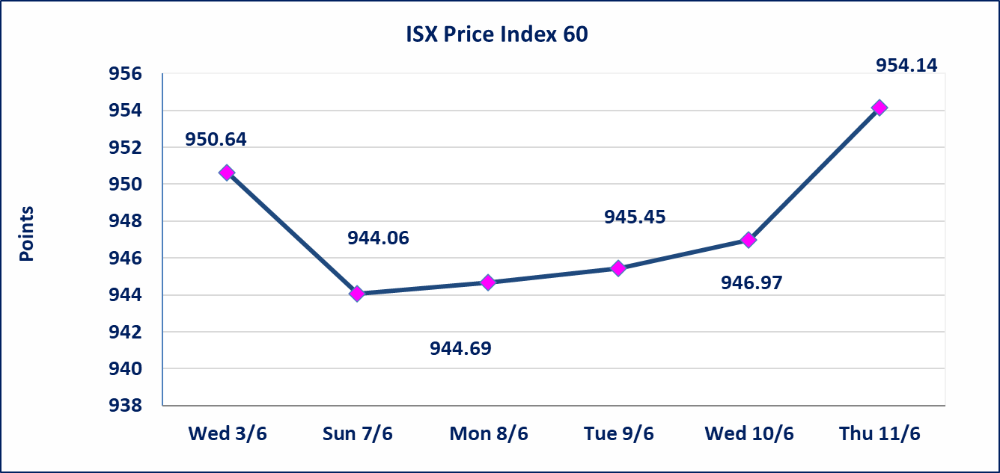 ISX Price Index 60
Points
956
954
952
950
948
946
944
942
940
938
950.64
944.06
944.69
945.45
946.97
954.14
Wed 3/6
Sun 7/6
Mon 8/6
Tue 9/6
Wed 10/6
Thu 11/6